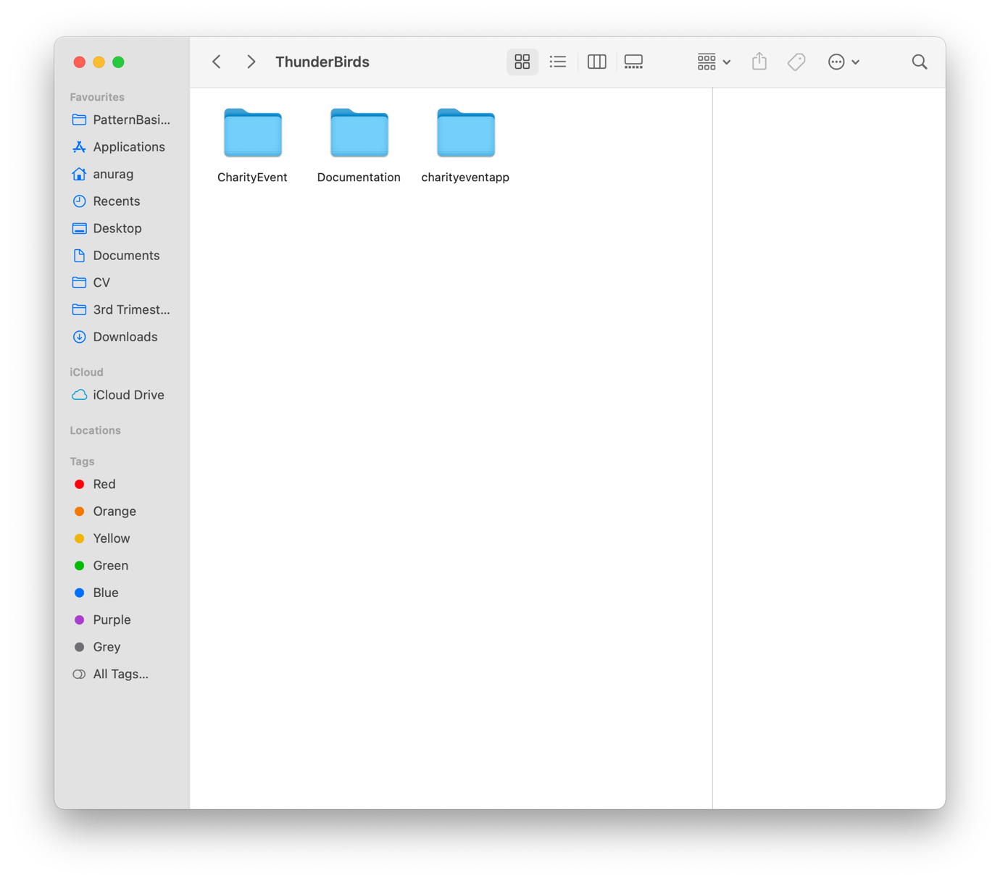 ThunderBirds
Favourites
PatternBasi...
Applications
anurag
Recents
Desktop
Documents
CV
3rd Trimest...
Downloads
iCloud
iCloud Drive
Locations
Tags
Red
Orange
Yellow
Green
Blue
Purple
Grey
All Tags...
CharityEvent
Documentation
charityeventapp